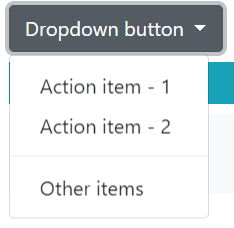 Dropdown button
Action item - 1
Action item - 2
Other items